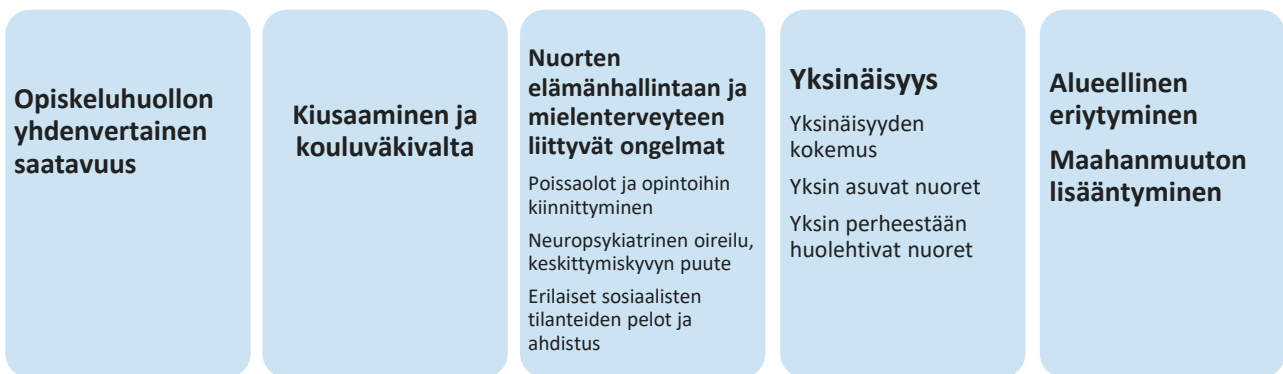 Opiskeluhuollon
yhdenvertainen
saatavuus
Kiusaaminen ja
kouluväkivalta
Nuorten
elämänhallintaan ja
mielenterveyteen
liittyvät ongelmat
Poissaolot ja opintoihin
kiinnittyminen
Neuropsykiatrinen oireilu,
keskittymiskyvyn puute
Erilaiset sosiaalisten
tilanteiden pelot ja
ahdistus
Yksinäisyys
Yksinäisyyden
kokemus
Yksin asuvat nuoret
Yksin perheestään
huolehtivat nuoret
Alueellinen
eriytyminen
Maahanmuuton
lisääntyminen